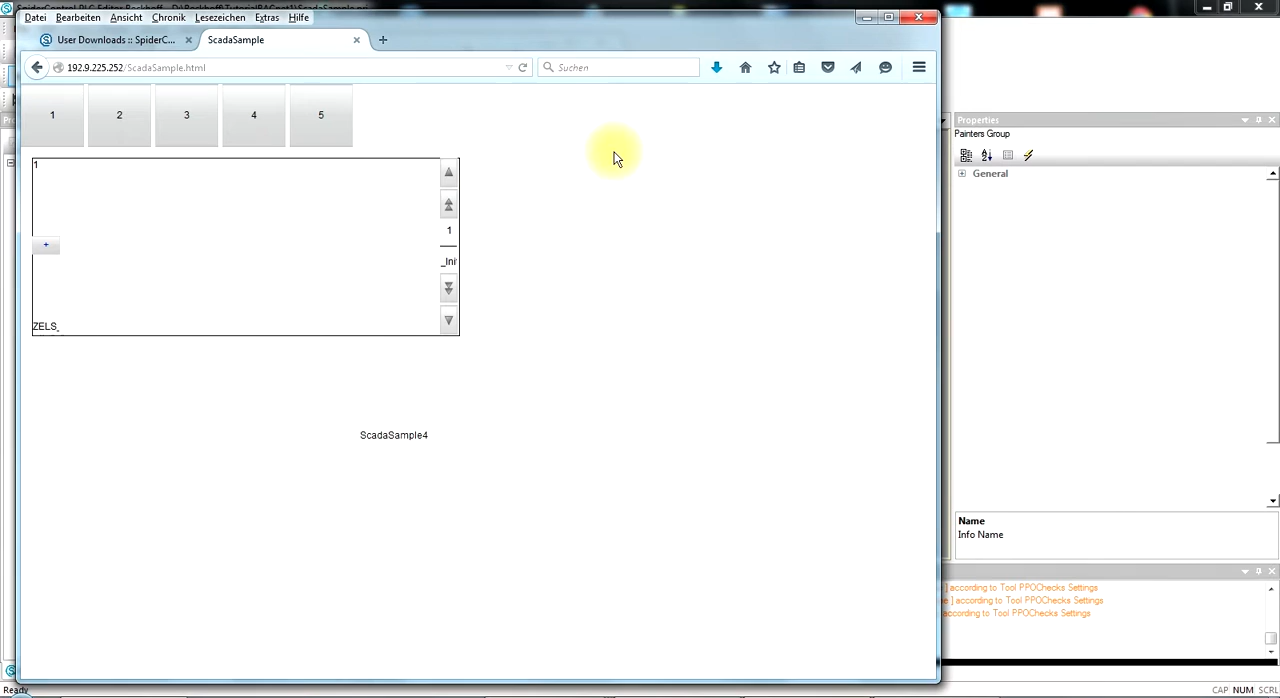 Datei Bearbeiten Ansicht Chronik Lesezeichen Extras Hilfe
User Downloads :: SpiderC...
ScadaSample
192.9.225.252/ScadaSample.html
Suchen
1 2 3 4 5
1
1
_Ini
+
ZELS_
ScadaSample4
Properties
Painters Group
General
Name
Info Name
] according to Tool PPOChecks Settings
] according to Tool PPOChecks Settings
according to Tool PPOChecks Settings
Ready
CAP NUM SCRL